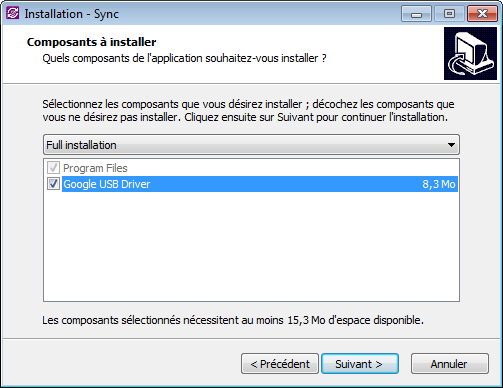 Installation - Sync
Composants à installer
Quels composants de l'application souhaitez-vous installer ?
Sélectionnez les composants que vous désirez installer ; décochez les composants que
vous ne désirez pas installer. Cliquez ensuite sur Suivant pour continuer l'installation.
Full installation
Program Files
Google USB Driver 8,3 Mo
Les composants sélectionnés nécessitent au moins 15,3 Mo d'espace disponible.
< Précédent Suivant > Annuler